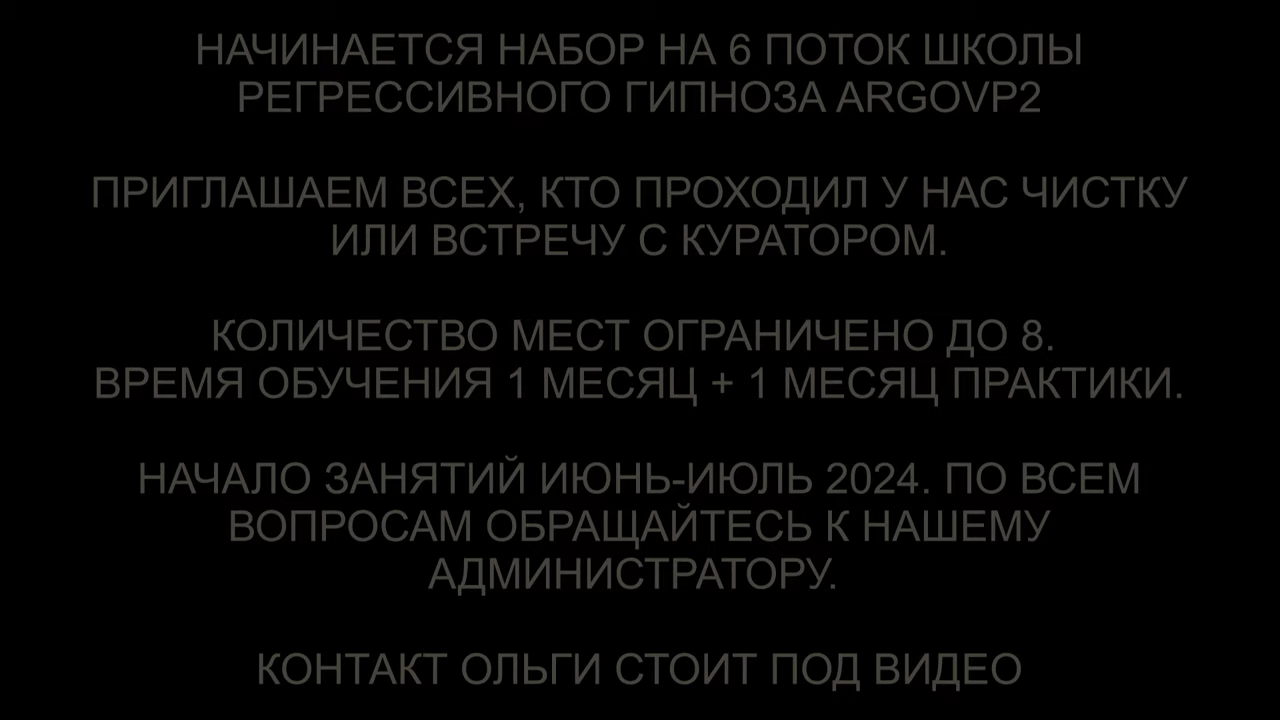 НАЧИНАЕТСЯ НАБОР НА 6 ПОТОК ШКОЛЫ
РЕГРЕССИВНОГО ГИПНОЗА ARGOVP2
ПРИГЛАШАЕМ ВСЕХ, КТО ПРОХОДИЛ У НАС ЧИСТКУ
ИЛИ ВСТРЕЧУ С КУРАТОРОМ.
КОЛИЧЕСТВО МЕСТ ОГРАНИЧЕНО ДО 8.
ВРЕМЯ ОБУЧЕНИЯ 1 МЕСЯЦ + 1 МЕСЯЦ ПРАКТИКИ.
НАЧАЛО ЗАНЯТИЙ ИЮНЬ-ИЮЛЬ 2024. ПО ВСЕМ
ВОПРОСАМ ОБРАЩАЙТЕСЬ К НАШЕМУ
АДМИНИСТРАТОРУ.
КОНТАКТ ОЛЬГИ СТОИТ ПОД ВИДЕО